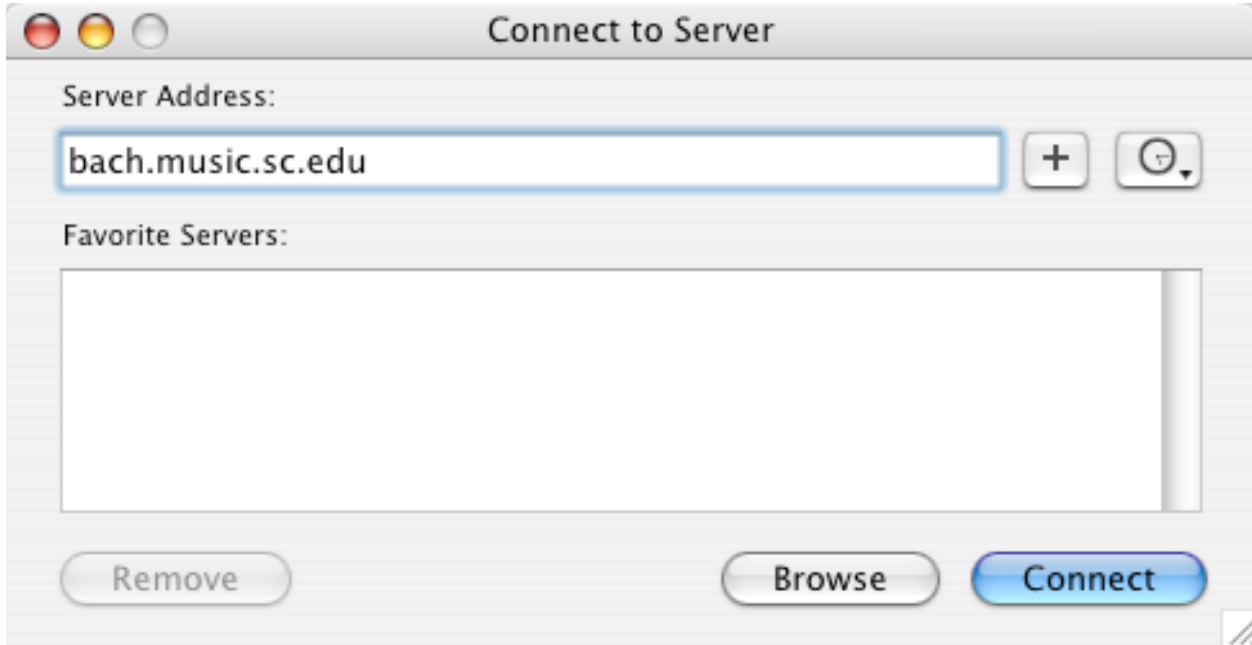 Connect to Server
Server Address:
bach.music.sc.edu
+
Favorite Servers:
Remove Browse Connect